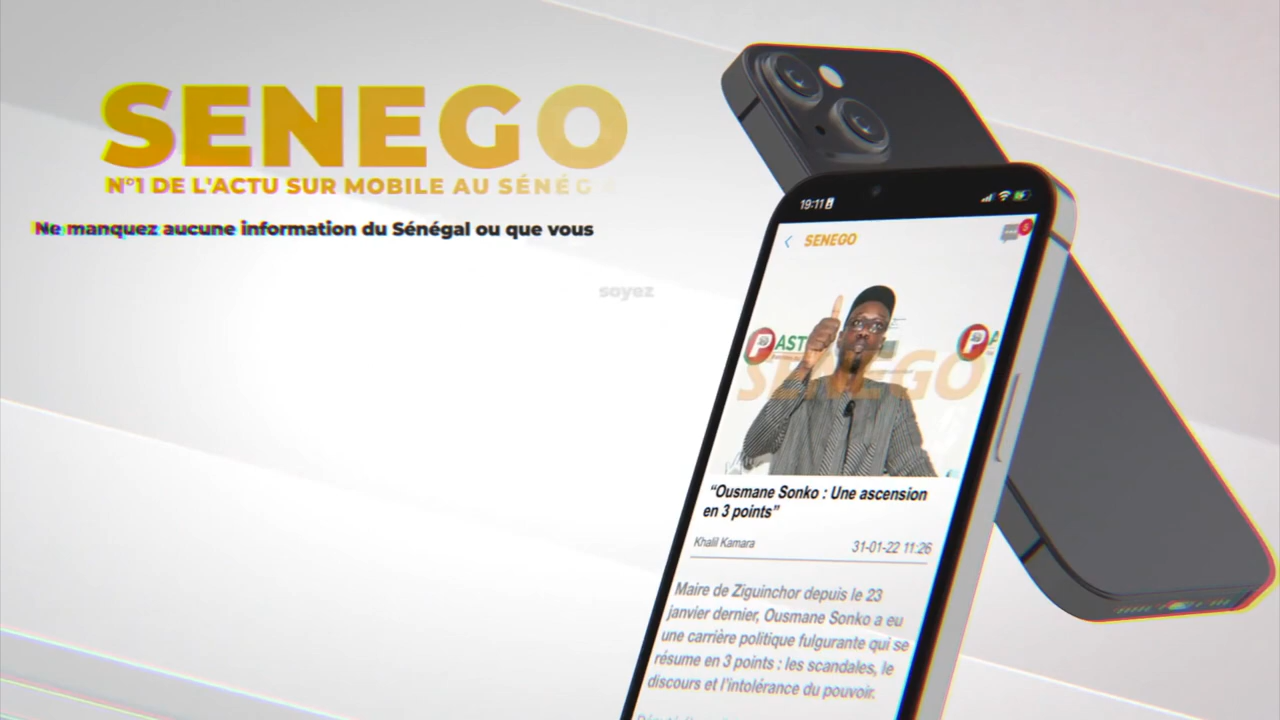 SENEGO
N°1 DE L'ACTU SUR MOBILE AU SÉNÉG
Ne manquez aucune information du Sénégal ou que vous
soyez
19:11
SENEGO
5
PAST
SENEGO
“Ousmane Sonko : Une ascension
en 3 points”
Khalil Kamara 31-01-22 11:26
Maire de Ziguinchor depuis le 23
janvier dernier, Ousmane Sonko a eu
une carrière politique fulgurante qui se
résume en 3 points : les scandales, le
discours et l'intolérance du pouvoir.